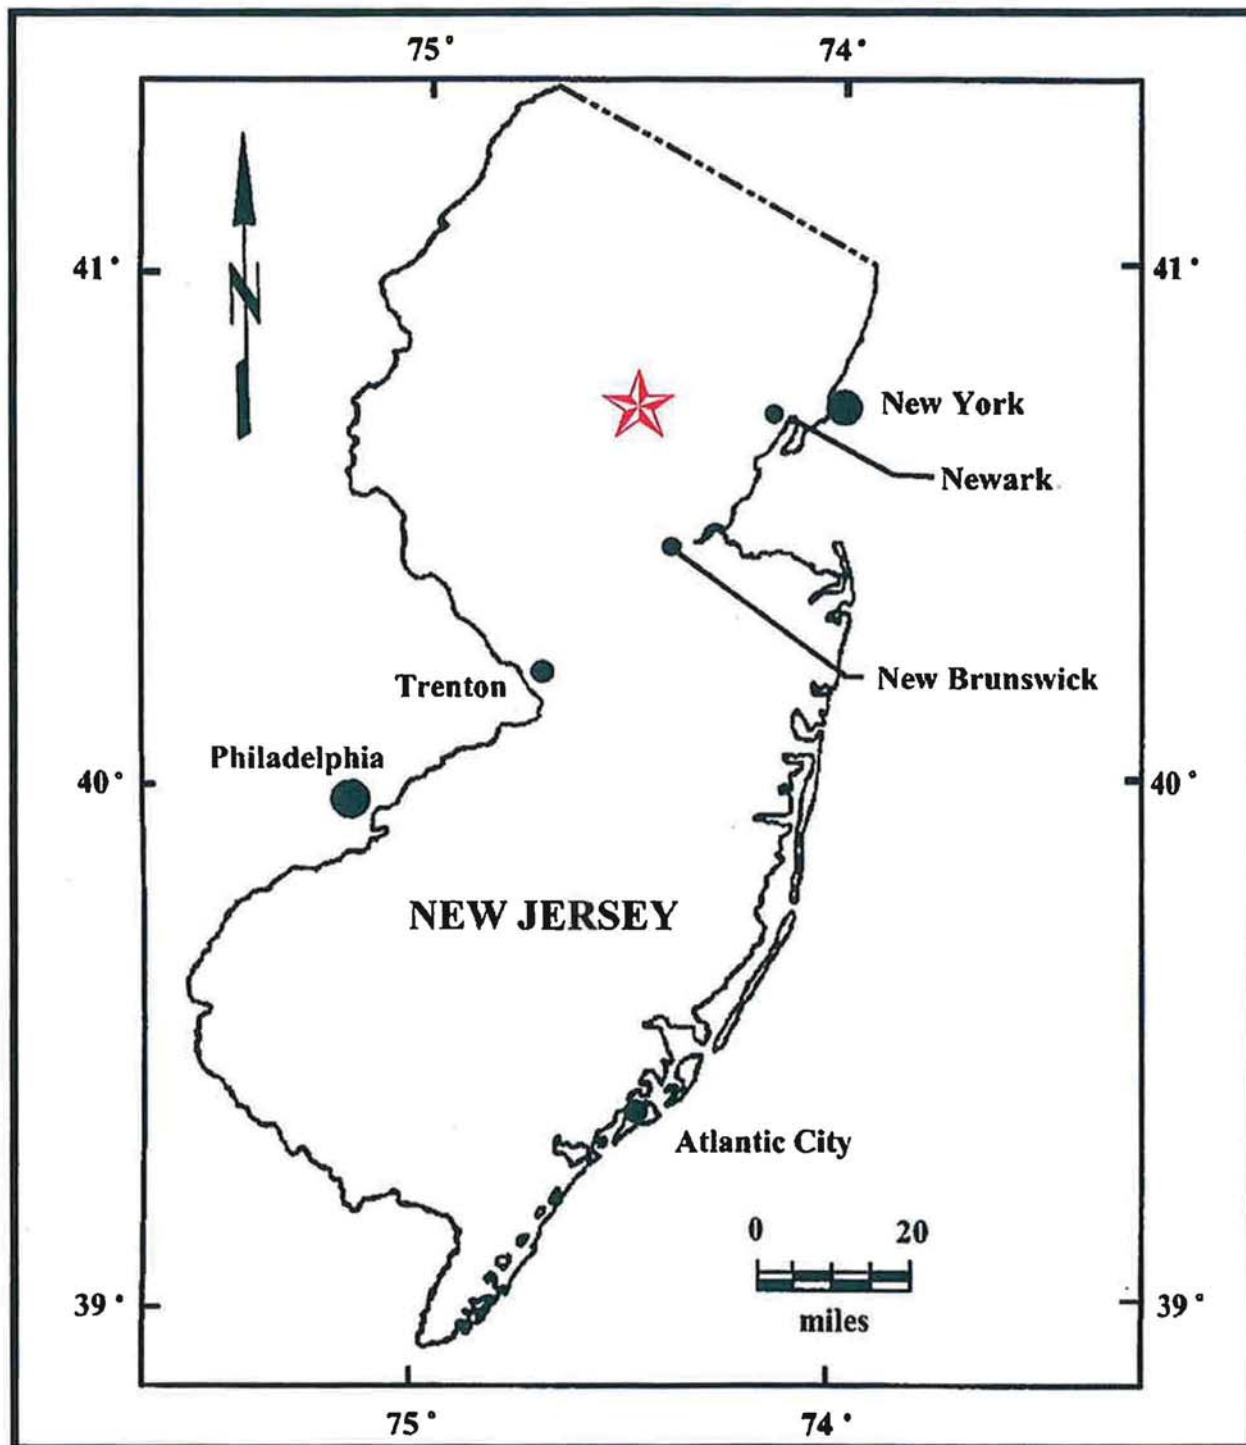 75°
74°
41°
N
41°
New York
Newark
Trenton
New Brunswick
Philadelphia
40°
40°
NEW JERSEY
Atlantic City
0
20
miles
39°
39°
75°
74°